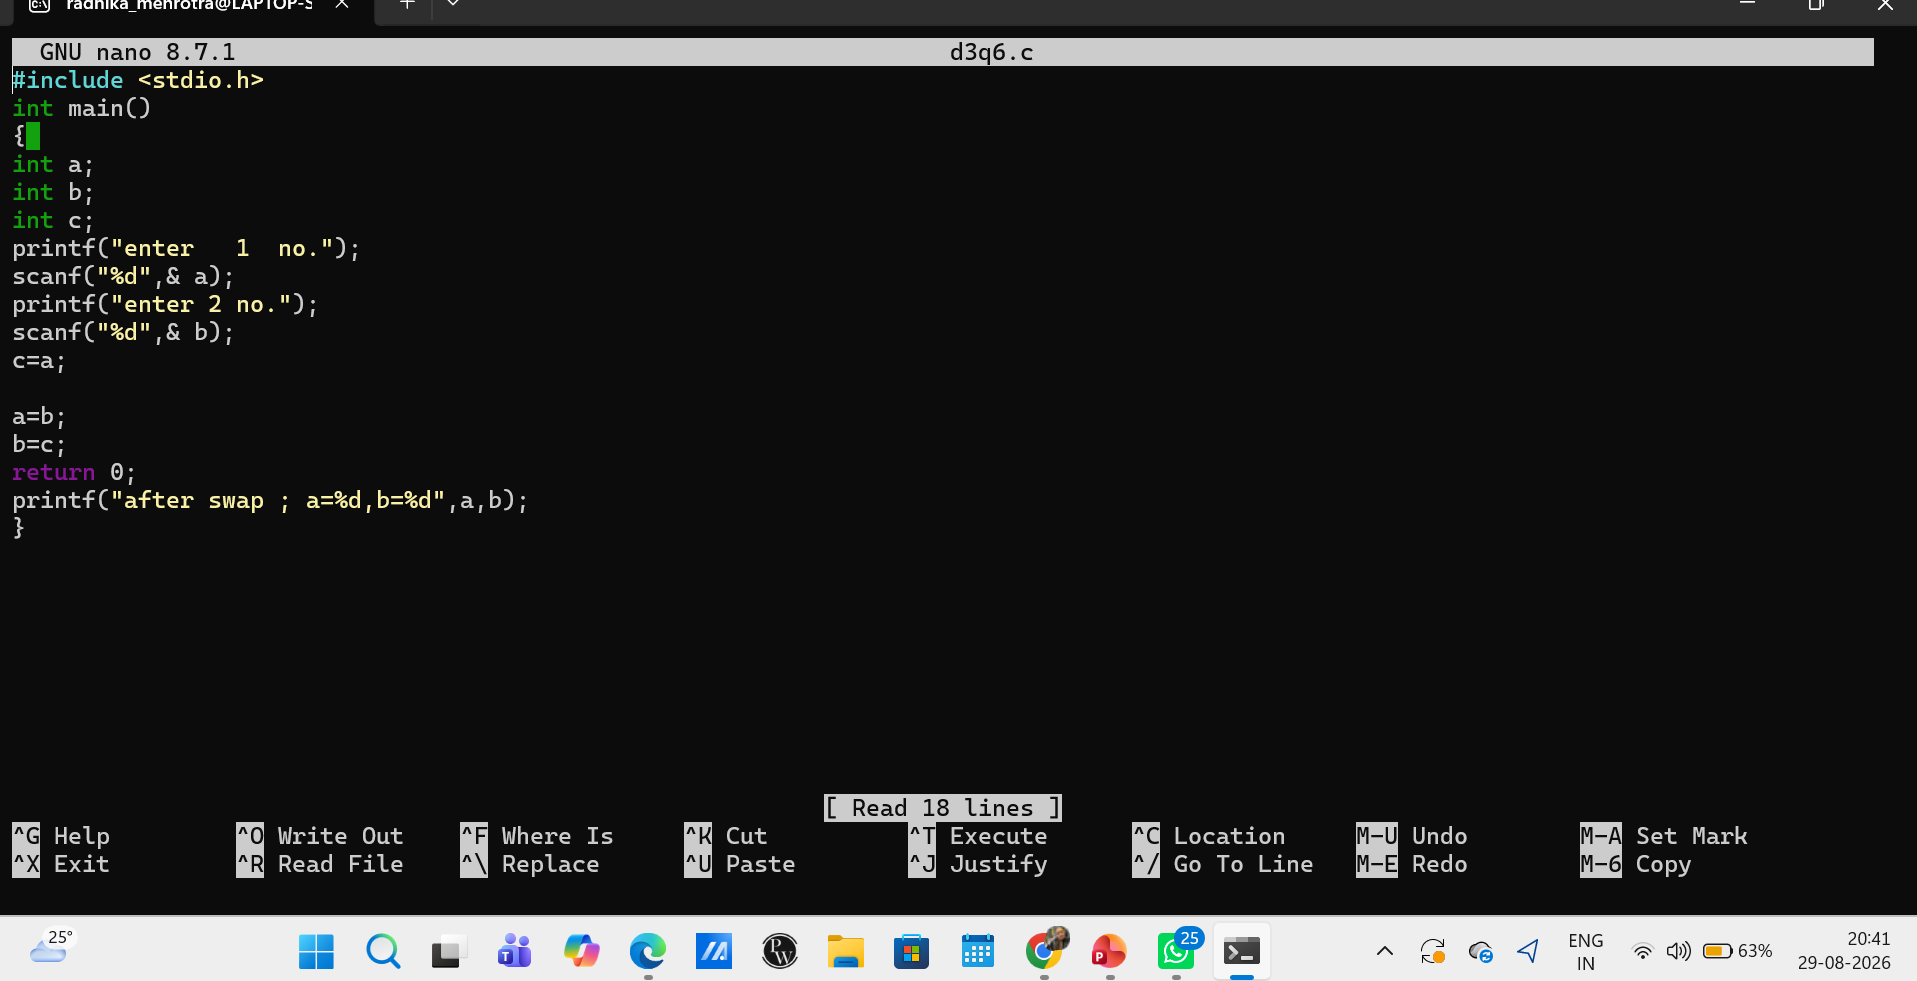 radhika_mehrotra@LAPTOP-S
GNU nano 8.7.1 d3q6.c
#include <stdio.h>
int main()
{
int a;
int b;
int c;
printf("enter   1  no.");
scanf("%d",& a);
printf("enter 2 no.");
scanf("%d",& b);
c=a;
a=b;
b=c;
return 0;
printf("after swap ; a=%d,b=%d",a,b);
}
[ Read 18 lines ]
^G Help ^O Write Out ^F Where Is ^K Cut ^T Execute ^C Location M-U Undo M-A Set Mark
^X Exit ^R Read File ^\ Replace ^U Paste ^J Justify ^/ Go To Line M-E Redo M-6 Copy
25°
T
PW
P
25
ENG
IN
63%
20:41
29-08-2026